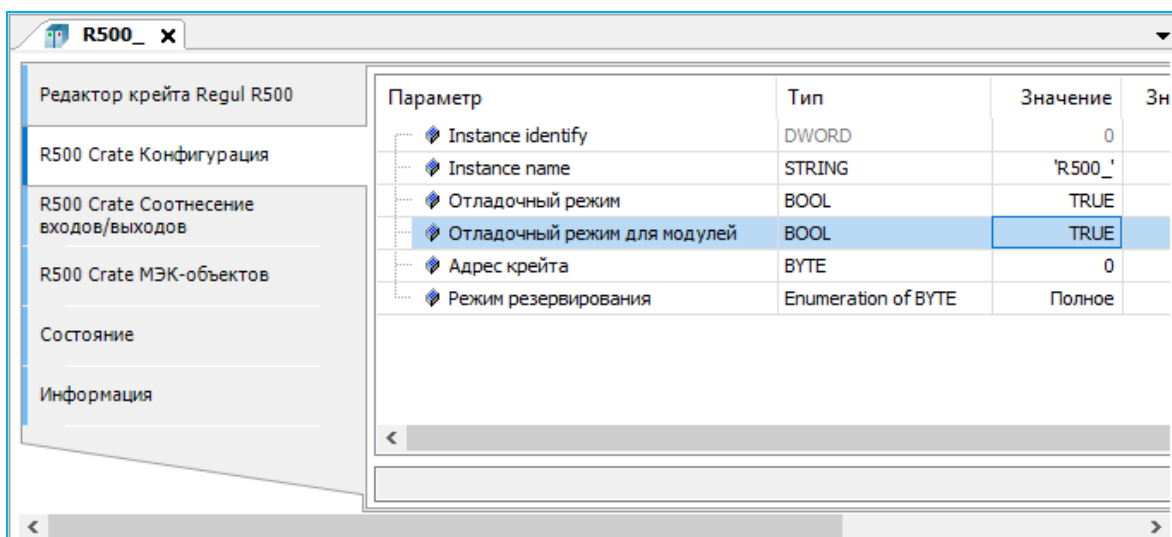 R500_
Редактор крейта Regul R500
R500 Crate Конфигурация
R500 Crate Соотнесение
входов/выходов
R500 Crate МЭК-объектов
Состояние
Информация
Параметр Тип Значение Зн
Instance identify DWORD 0
Instance name STRING 'R500_'
Отладочный режим BOOL TRUE
Отладочный режим для модулей BOOL TRUE
Адрес крейта BYTE 0
Режим резервирования Enumeration of BYTE Полное